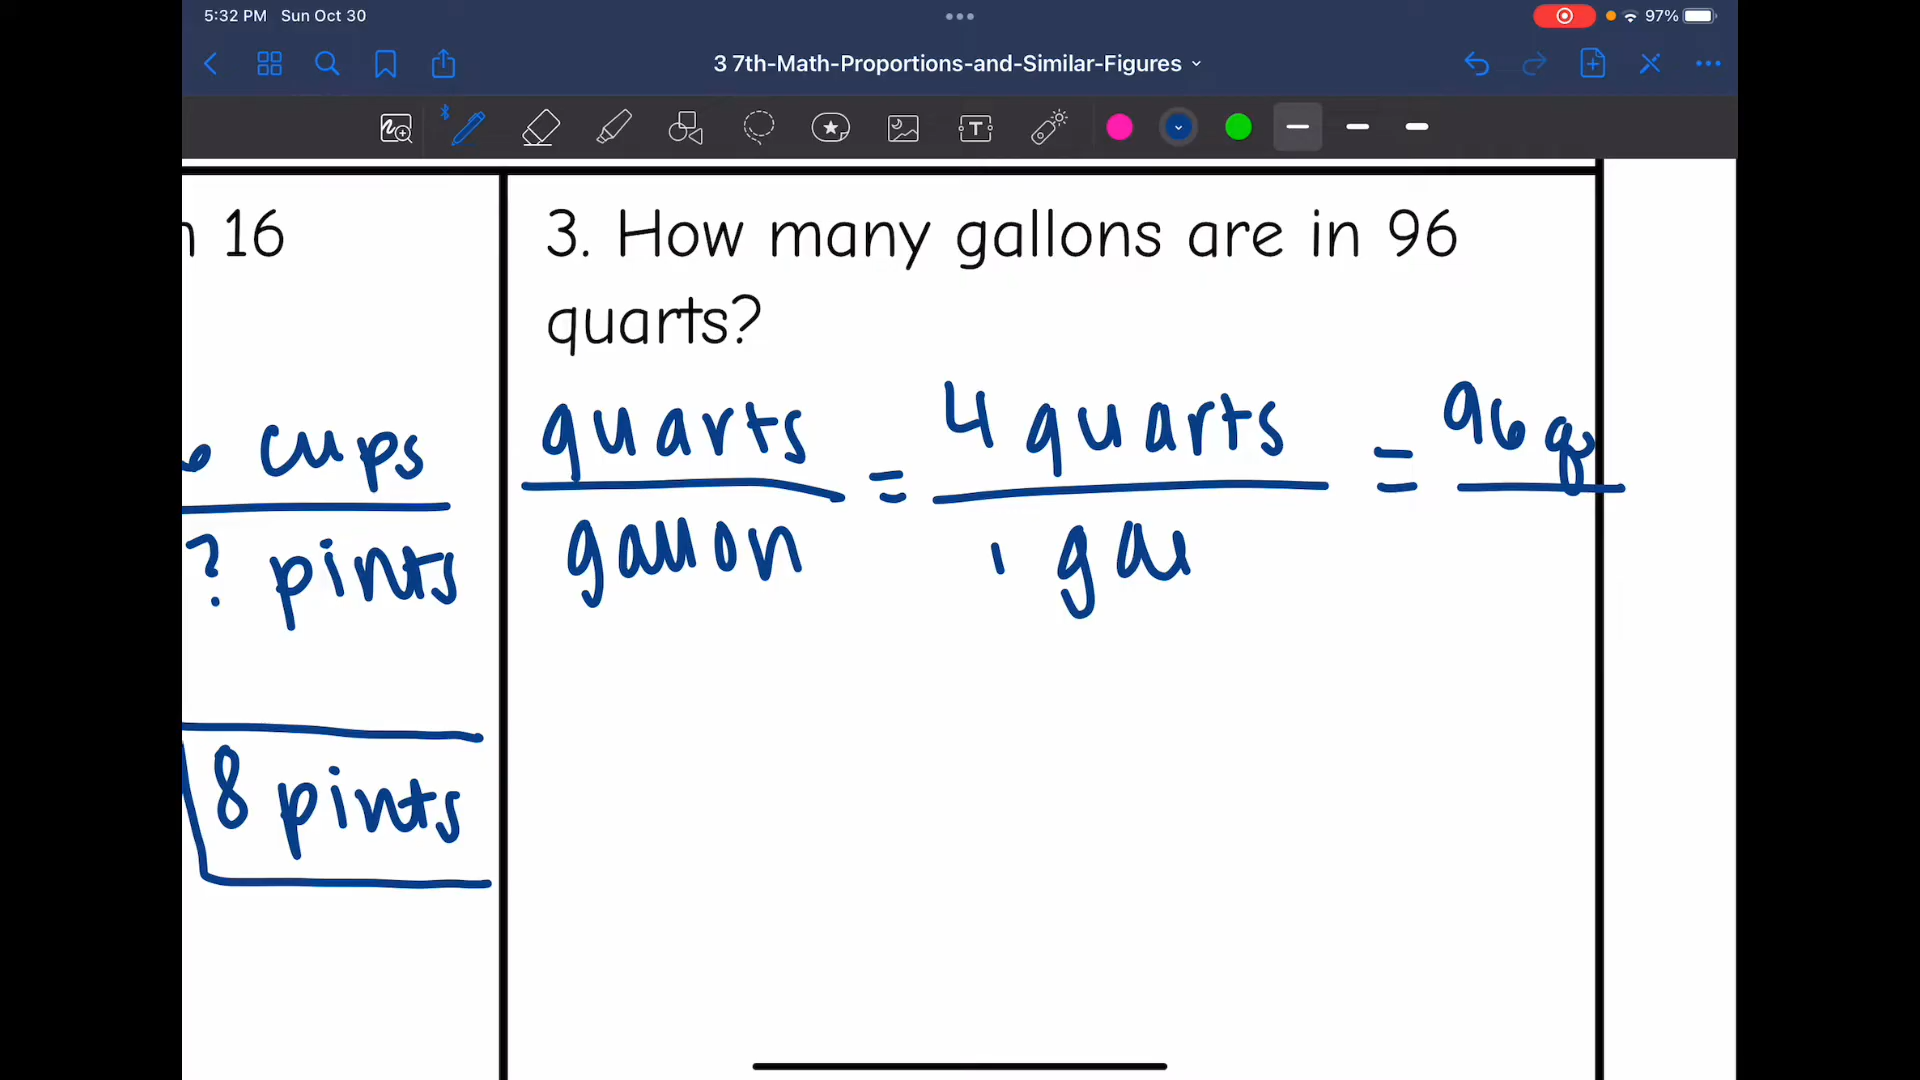 5:32 PM Sun Oct 30
97%
3 7th-Math-Proportions-and-Similar-Figures
n 16
cups
? pints
8 pints
3. How many gallons are in 96
quarts?
quarts = 4 quarts = 96 q
gallon 1 gal